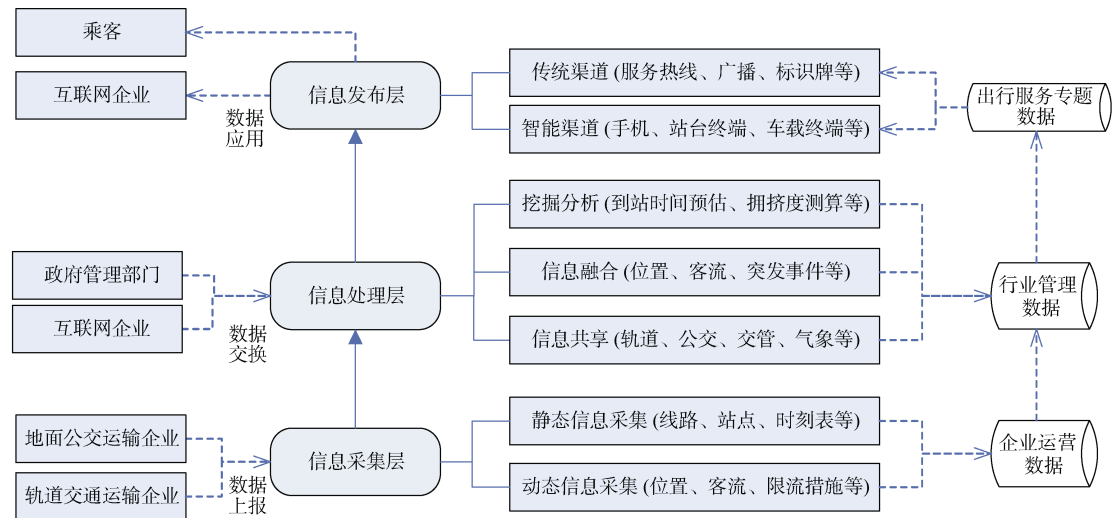 乘客
互联网企业
数据
应用
信息发布层
传统渠道 (服务热线、广播、标识牌等)
智能渠道 (手机、站台终端、车载终端等)
出行服务专题
数据
政府管理部门
互联网企业
数据
交换
信息处理层
挖掘分析 (到站时间预估、拥挤度测算等)
信息融合 (位置、客流、突发事件等)
信息共享 (轨道、公交、交管、气象等)
行业管理
数据
地面公交运输企业
轨道交通运输企业
数据
上报
信息采集层
静态信息采集 (线路、站点、时刻表等)
动态信息采集 (位置、客流、限流措施等)
企业运营
数据